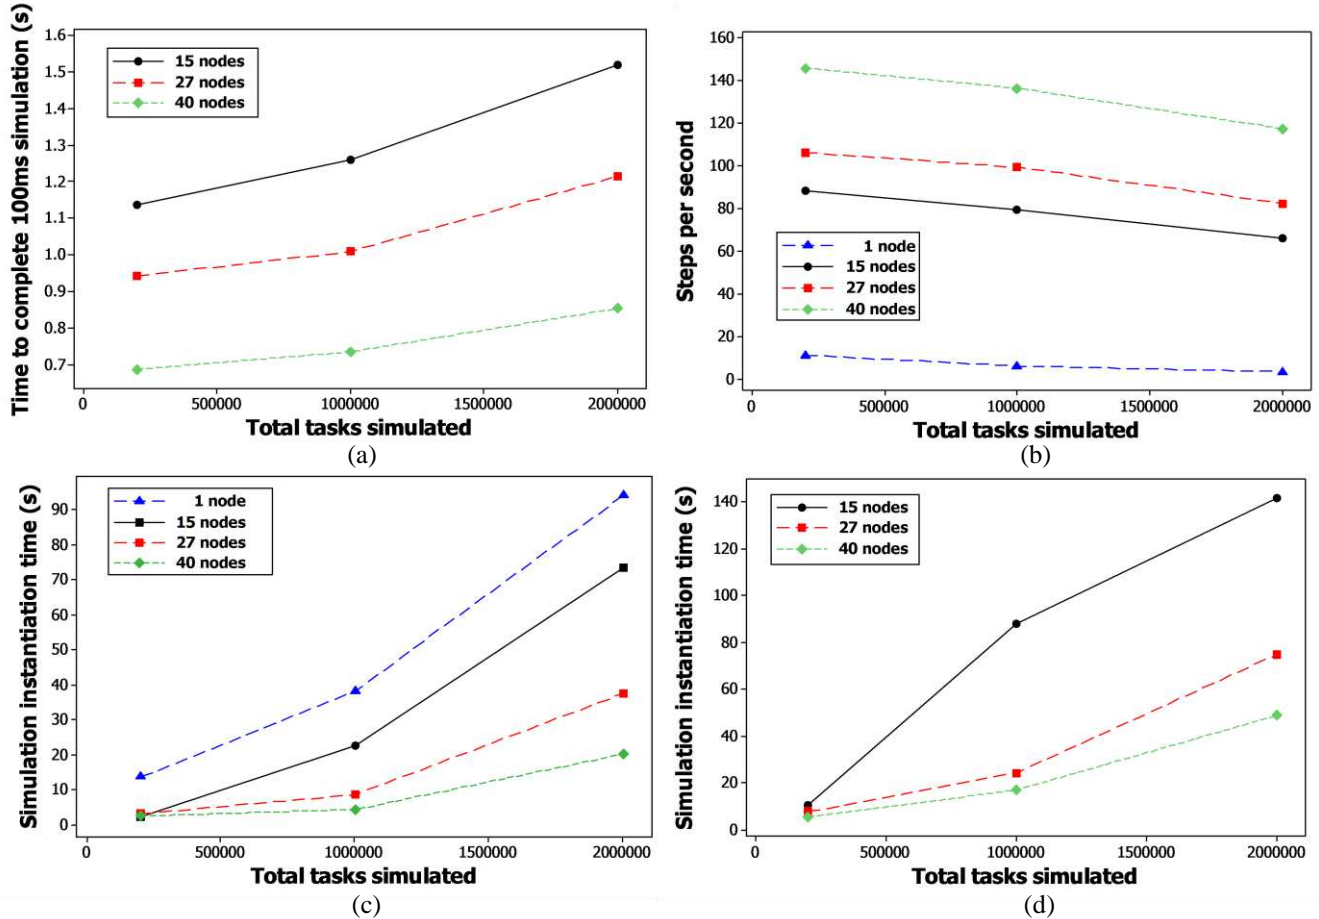 Time to complete 100ms simulation (s)
1.6
1.5
1.4
1.3
1.2
1.1
1.0
0.9
0.8
0.7
15 nodes
27 nodes
40 nodes
0 500000 1000000 1500000 2000000
Total tasks simulated
(a)
Steps per second
160
140
120
100
80
60
40
20
0
1 node
15 nodes
27 nodes
40 nodes
0 500000 1000000 1500000 2000000
Total tasks simulated
(b)
Simulation instantiation time (s)
90
80
70
60
50
40
30
20
10
0
1 node
15 nodes
27 nodes
40 nodes
0 500000 1000000 1500000 2000000
Total tasks simulated
(c)
Simulation instantiation time (s)
140
120
100
80
60
40
20
0
15 nodes
27 nodes
40 nodes
0 500000 1000000 1500000 2000000
Total tasks simulated
(d)